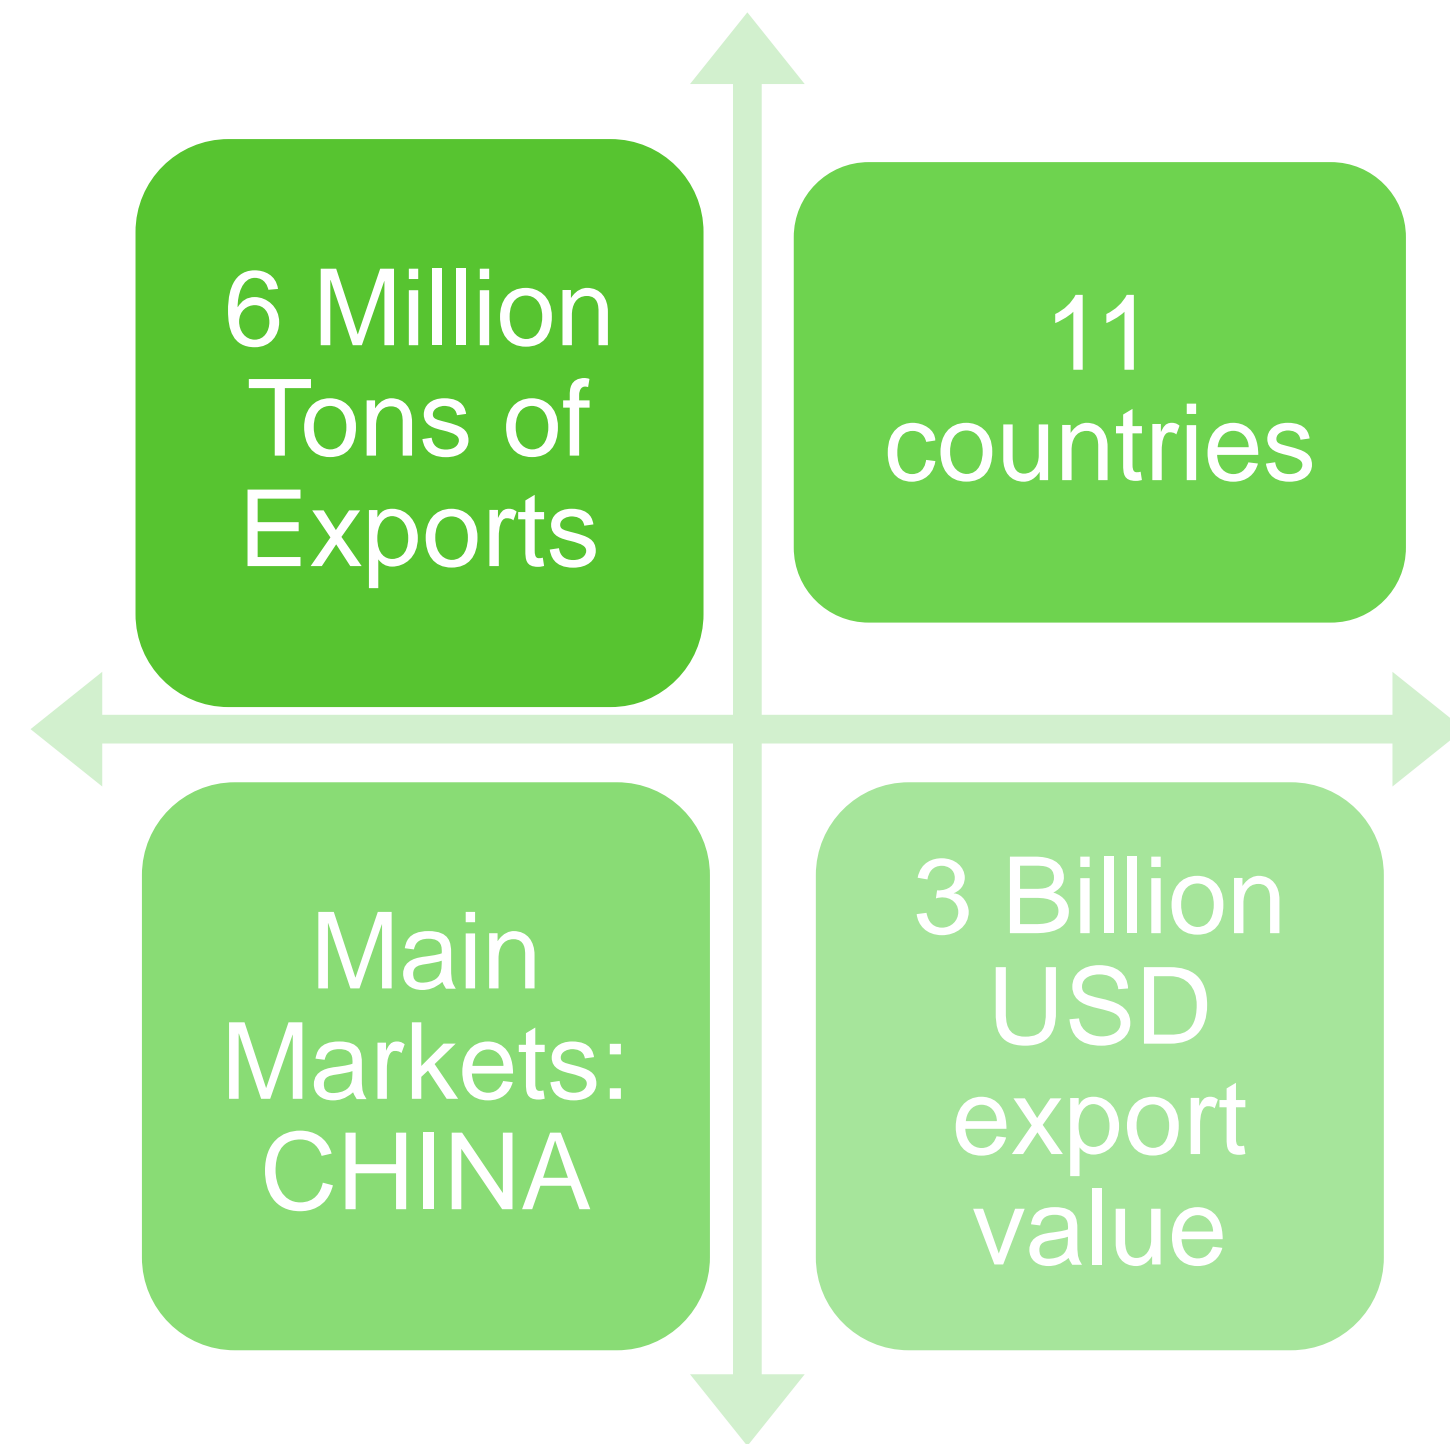 6 Million
Tons of
Exports
11
countries
Main
Markets:
CHINA
3 Billion
USD
export
value